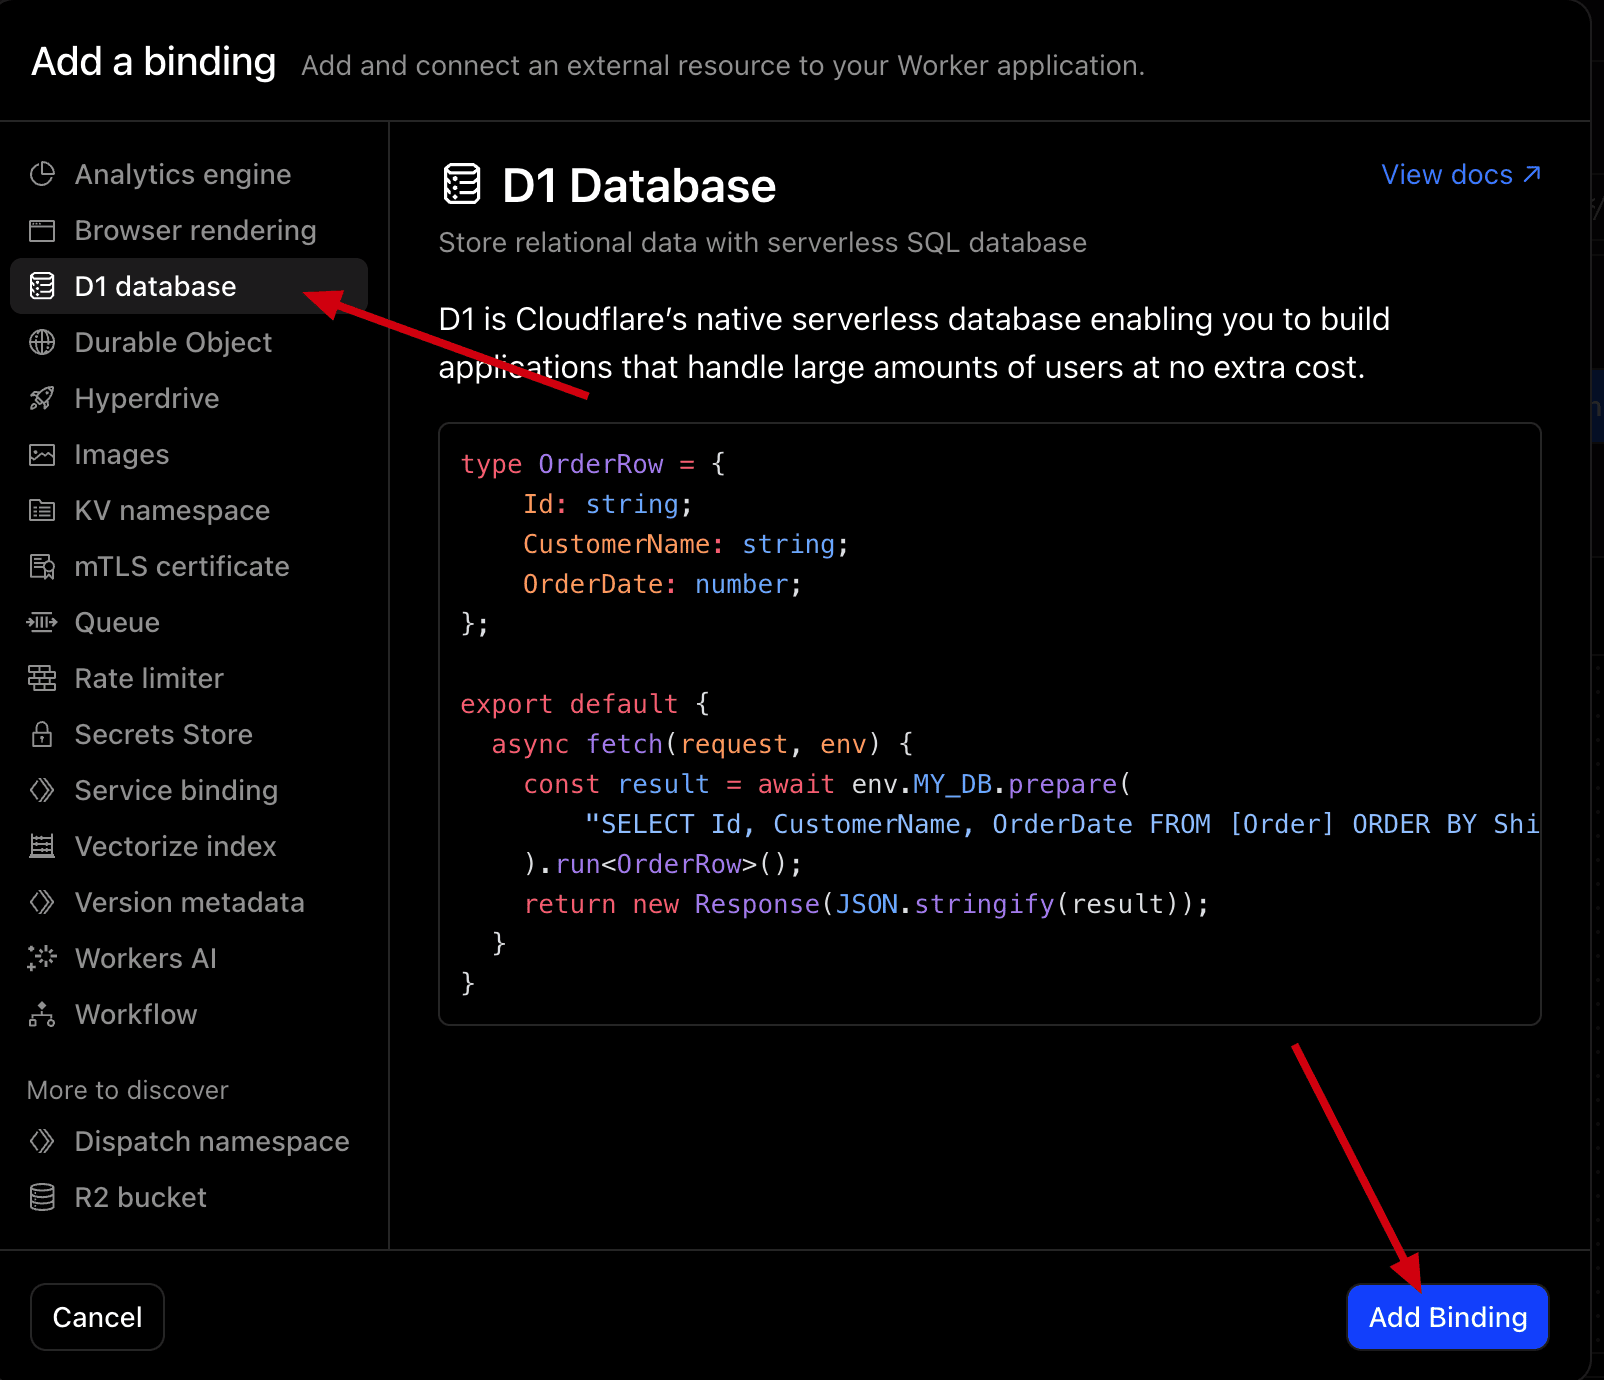 Add a binding
Add and connect an external resource to your Worker application.
Analytics engine
Browser rendering
D1 database
Durable Object
Hyperdrive
Images
KV namespace
mTLS certificate
Queue
Rate limiter
Secrets Store
Service binding
Vectorize index
Version metadata
Workers AI
Workflow
More to discover
Dispatch namespace
R2 bucket
D1 Database
View docs ↗
Store relational data with serverless SQL database
D1 is Cloudflare’s native serverless database enabling you to build
applications that handle large amounts of users at no extra cost.
type OrderRow = {
    Id: string;
    CustomerName: string;
    OrderDate: number;
};
export default {
  async fetch(request, env) {
    const result = await env.MY_DB.prepare(
        "SELECT Id, CustomerName, OrderDate FROM [Order] ORDER BY Shi
    ).run<OrderRow>();
    return new Response(JSON.stringify(result));
  }
}
Cancel
Add Binding